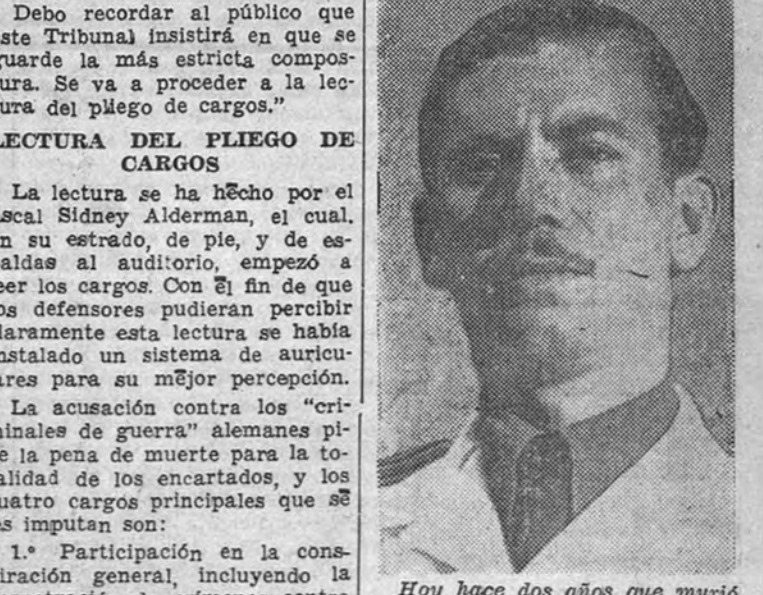 Debo recordar al público que
ste Tribunal insistirá en que se
guarde la más estricta compos-
ura. Se va a proceder a la lec-
ura del pliego de cargos.”
LECTURA DEL PLIEGO DE
CARGOS
La lectura se ha hecho por el
scal Sidney Alderman, el cual.
n su estrado, de pie, y de es-
aldas al auditorio, empezó a
eer los cargos. Con el fin de que
os defensores pudieran percibir
laramente esta lectura se había
nstalado un sistema de auricu-
ares para su mejor percepción.
La acusación contra los “cri-
minales de guerra” alemanes pi-
e la pena de muerte para la to-
alidad de los encartados, y los
uatro cargos principales que se
es imputan son:
1.º Participación en la cons-
iración general, incluyendo la
Hoy hace dos años que murió